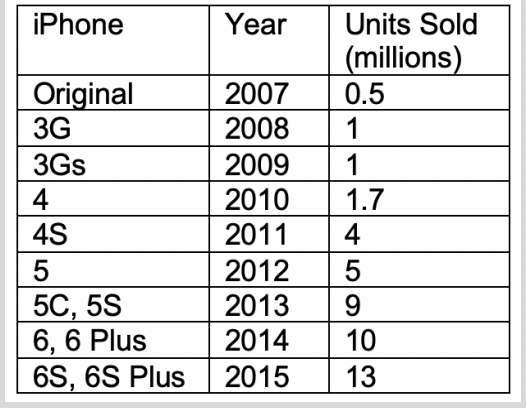 iPhone Year Units Sold
(millions)
Original 2007 0.5
3G 2008 1
3Gs 2009 1
4 2010 1.7
4S 2011 4
5 2012 5
5C, 5S 2013 9
6, 6 Plus 2014 10
6S, 6S Plus 2015 13